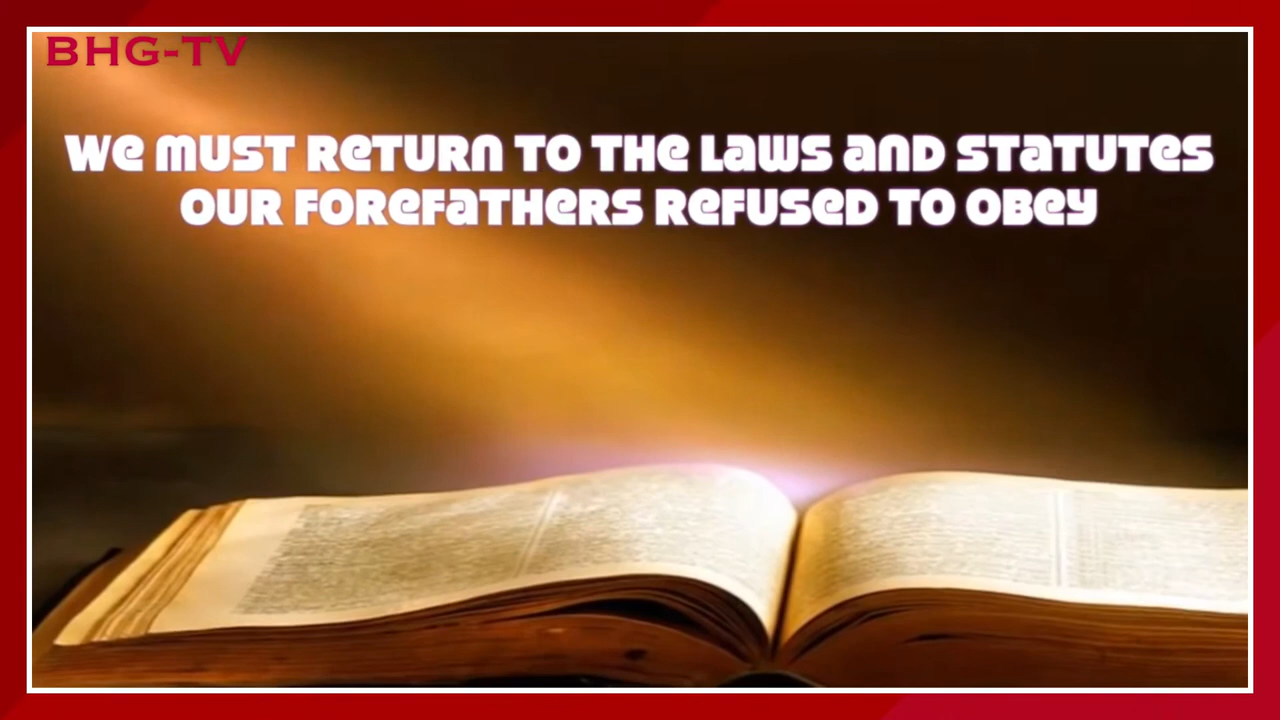 BHG-TV
WE MUST RETURN TO THE LAWS AND STATUTES
OUR FOREFATHERS REFUSED TO OBEY